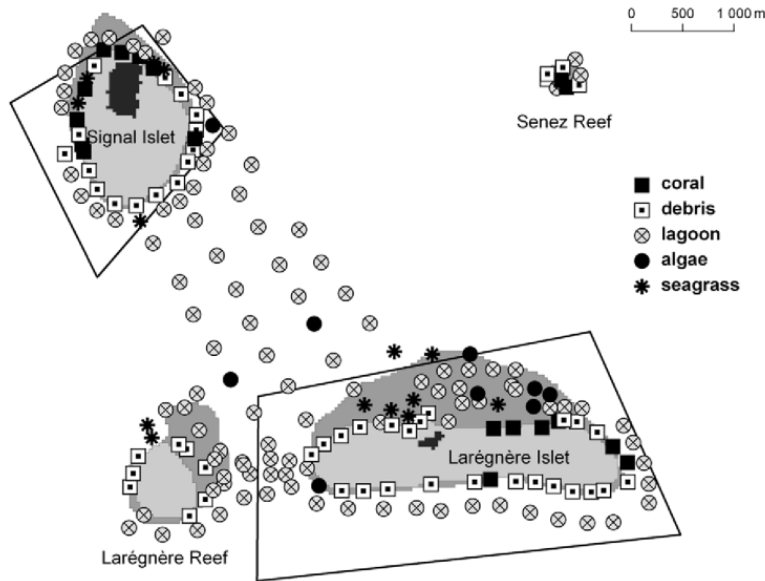 0 500 1 000 m
Signal Islet
Senez Reef
coral
debris
lagoon
algae
seagrass
Larégnère Islet
Larégnère Reef